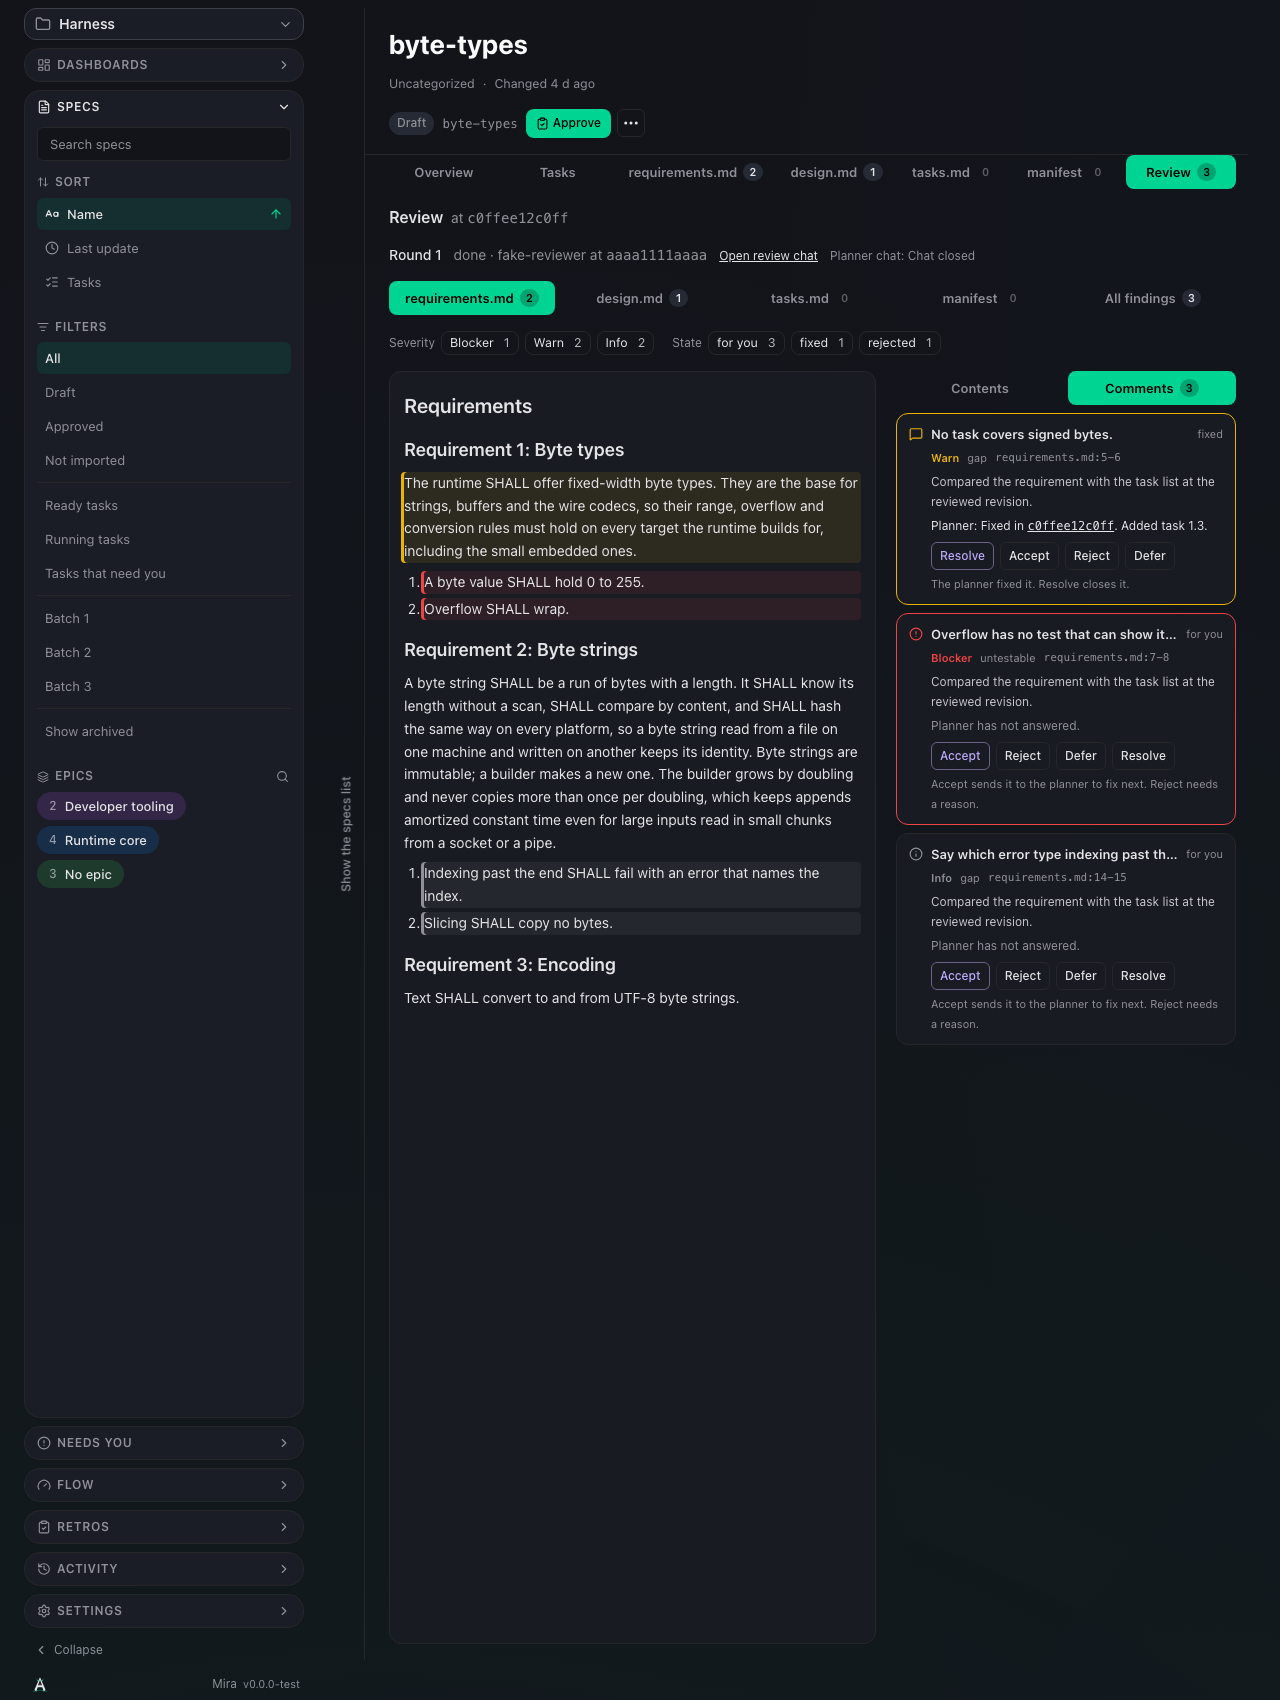 Harness
DASHBOARDS
SPECS
Search specs
SORT
Aa Name
Last update
Tasks
FILTERS
All
Draft
Approved
Not imported
Ready tasks
Running tasks
Tasks that need you
Batch 1
Batch 2
Batch 3
Show archived
EPICS
2 Developer tooling
4 Runtime core
3 No epic
NEEDS YOU
FLOW
RETROS
ACTIVITY
SETTINGS
Collapse
A
Mira v0.0.0-test
Show the specs list
byte-types
Uncategorized · Changed 4 d ago
Draft byte-types Approve
Overview Tasks requirements.md 2 design.md 1 tasks.md 0 manifest 0 Review 3
Review at c0ffee12c0ff
Round 1 done · fake-reviewer at aaaa1111aaaa Open review chat Planner chat: Chat closed
requirements.md 2 design.md 1 tasks.md 0 manifest 0 All findings 3
Severity Blocker 1 Warn 2 Info 2 State for you 3 fixed 1 rejected 1
Requirements
Requirement 1: Byte types
The runtime SHALL offer fixed-width byte types. They are the base for
strings, buffers and the wire codecs, so their range, overflow and
conversion rules must hold on every target the runtime builds for,
including the small embedded ones.
1. A byte value SHALL hold 0 to 255.
2. Overflow SHALL wrap.
Requirement 2: Byte strings
A byte string SHALL be a run of bytes with a length. It SHALL know its
length without a scan, SHALL compare by content, and SHALL hash
the same way on every platform, so a byte string read from a file on
one machine and written on another keeps its identity. Byte strings are
immutable; a builder makes a new one. The builder grows by doubling
and never copies more than once per doubling, which keeps appends
amortized constant time even for large inputs read in small chunks
from a socket or a pipe.
1. Indexing past the end SHALL fail with an error that names the
index.
2. Slicing SHALL copy no bytes.
Requirement 3: Encoding
Text SHALL convert to and from UTF-8 byte strings.
Contents Comments 3
No task covers signed bytes. fixed
Warn gap requirements.md:5-6
Compared the requirement with the task list at the
reviewed revision.
Planner: Fixed in c0ffee12c0ff. Added task 1.3.
Resolve Accept Reject Defer
The planner fixed it. Resolve closes it.
Overflow has no test that can show it... for you
Blocker untestable requirements.md:7-8
Compared the requirement with the task list at the
reviewed revision.
Planner has not answered.
Accept Reject Defer Resolve
Accept sends it to the planner to fix next. Reject needs
a reason.
Say which error type indexing past th... for you
Info gap requirements.md:14-15
Compared the requirement with the task list at the
reviewed revision.
Planner has not answered.
Accept Reject Defer Resolve
Accept sends it to the planner to fix next. Reject needs
a reason.